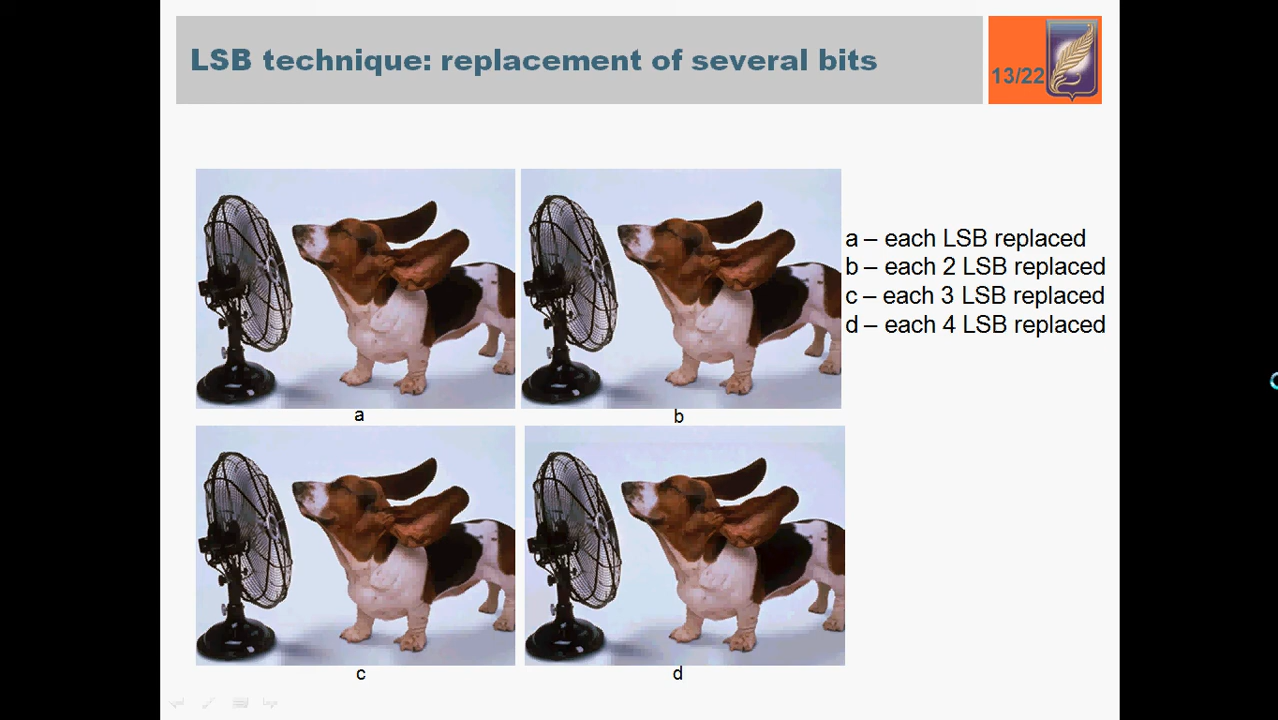 LSB technique: replacement of several bits
13/22
a – each LSB replaced
b – each 2 LSB replaced
c – each 3 LSB replaced
d – each 4 LSB replaced
a
b
c
d